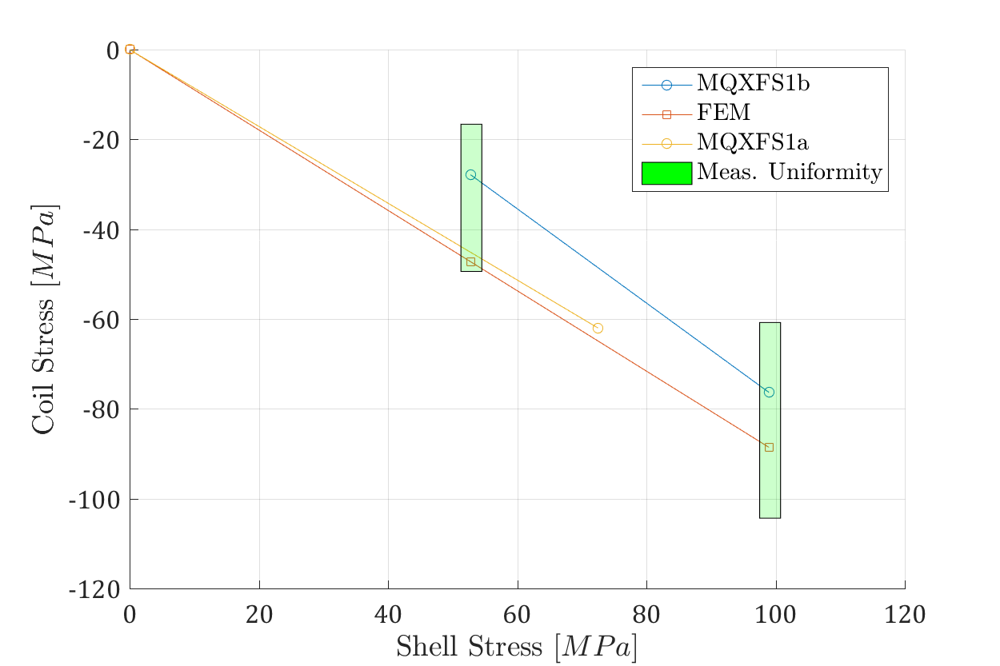 0
-20
-40
-60
-80
-100
-120
Coil Stress [MPa]
MQXFS1b
FEM
MQXFS1a
Meas. Uniformity
0 20 40 60 80 100 120
Shell Stress [MPa]